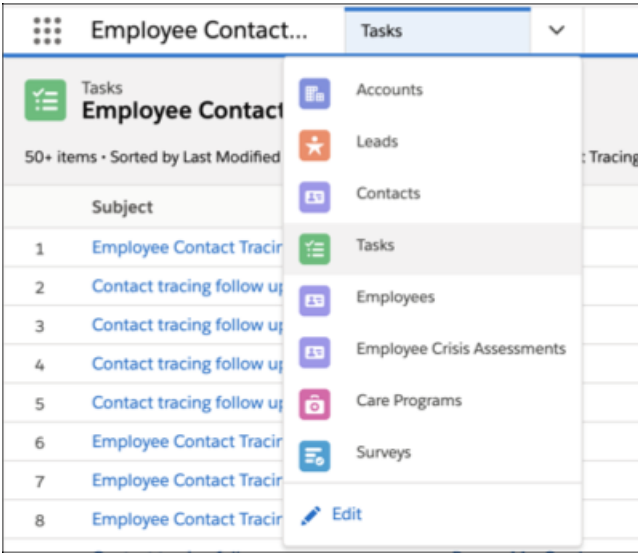 Employee Contact... Tasks
Tasks
Employee Contact
50+ items • Sorted by Last Modified
: Tracing
Subject
1 Employee Contact Tracin
2 Contact tracing follow up
3 Contact tracing follow up
4 Contact tracing follow up
5 Contact tracing follow up
6 Employee Contact Tracin
7 Employee Contact Tracin
8 Employee Contact Tracin
Accounts
Leads
Contacts
Tasks
Employees
Employee Crisis Assessments
Care Programs
Surveys
Edit